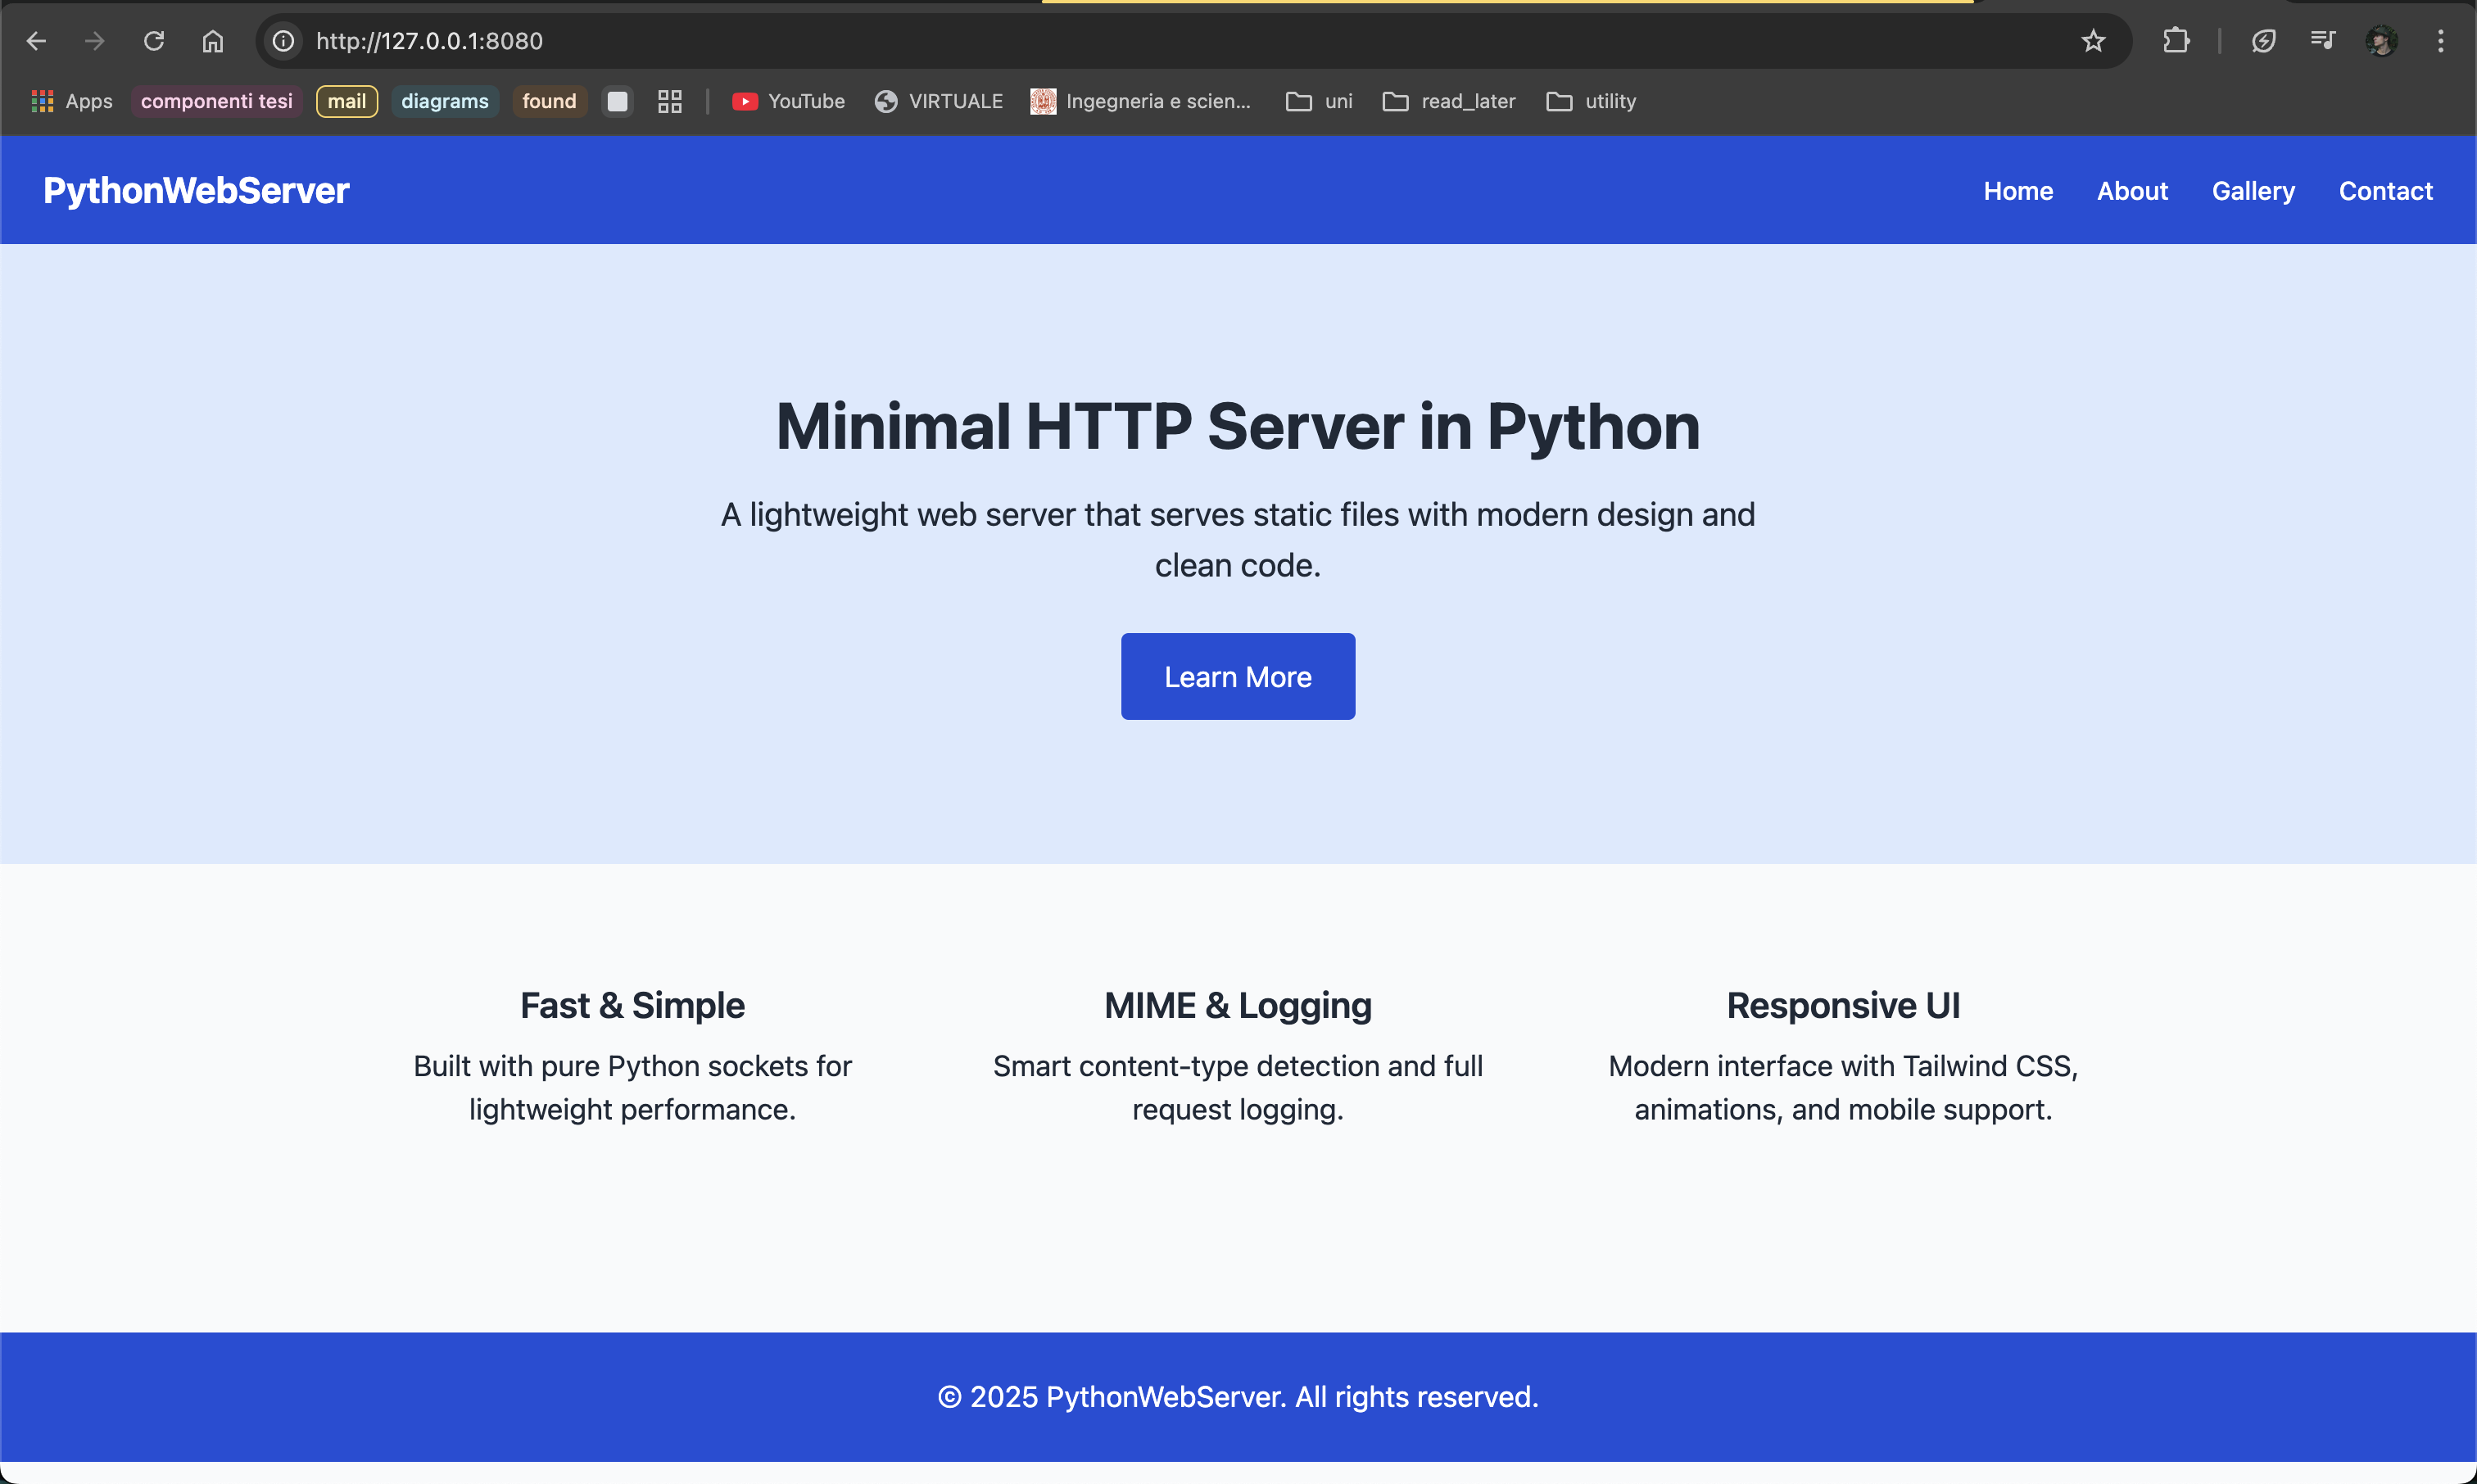 http://127.0.0.1:8080
Apps componenti tesi mail diagrams found YouTube VIRTUALE Ingegneria e scien... uni read_later utility
PythonWebServer Home About Gallery Contact
Minimal HTTP Server in Python
A lightweight web server that serves static files with modern design and
clean code.
Learn More
Fast & Simple
Built with pure Python sockets for
lightweight performance.
MIME & Logging
Smart content-type detection and full
request logging.
Responsive UI
Modern interface with Tailwind CSS,
animations, and mobile support.
© 2025 PythonWebServer. All rights reserved.